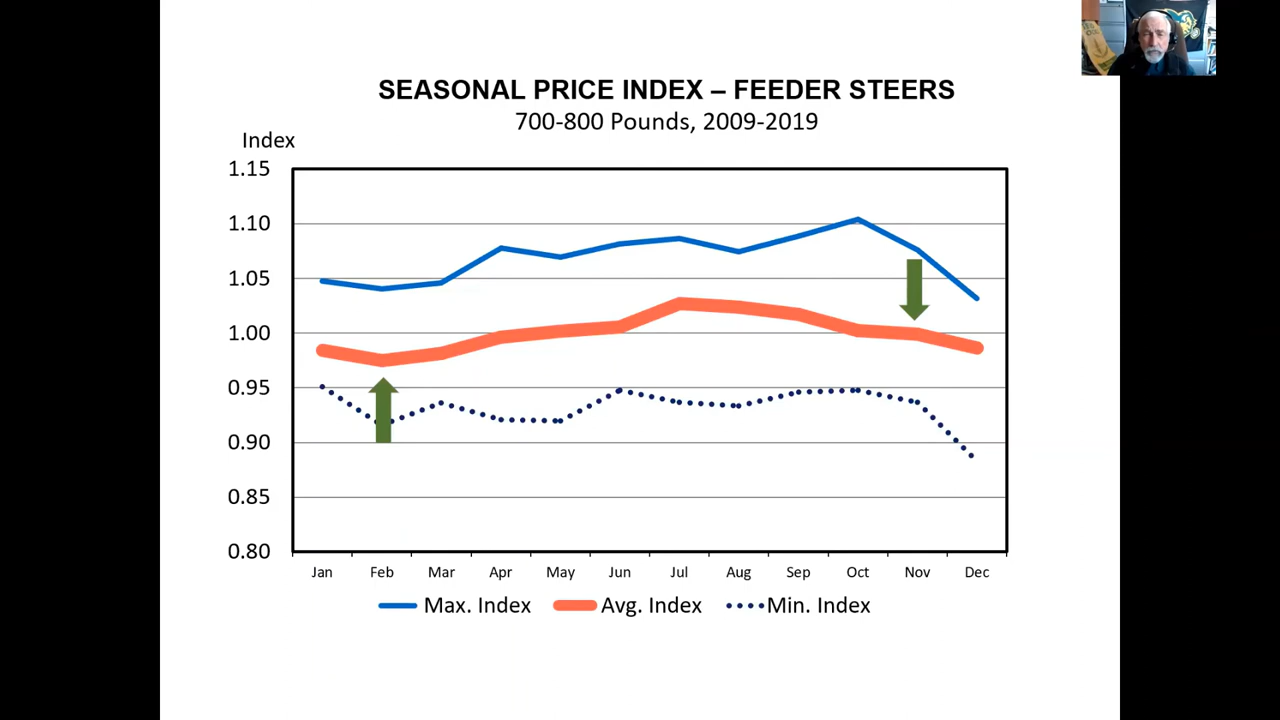 SEASONAL PRICE INDEX – FEEDER STEERS
700-800 Pounds, 2009-2019
Index
1.15
1.10
1.05
1.00
0.95
0.90
0.85
0.80
Jan Feb Mar Apr May Jun Jul Aug Sep Oct Nov Dec
Max. Index Avg. Index Min. Index